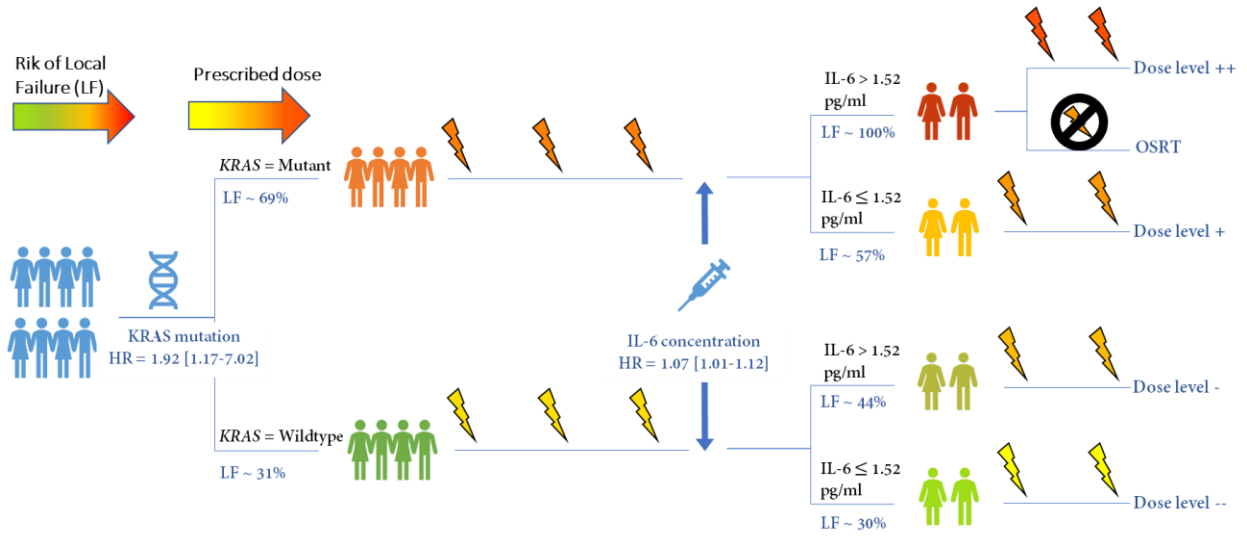 Rik of Local
Failure (LF)
Prescribed dose
KRAS mutation
HR = 1.92 [1.17-7.02]
KRAS = Mutant
LF ~ 69%
KRAS = Wildtype
LF ~ 31%
IL-6 concentration
HR = 1.07 [1.01-1.12]
IL-6 > 1.52
pg/ml
LF ~ 100%
Dose level ++
OSRT
IL-6 ≤ 1.52
pg/ml
LF ~ 57%
Dose level +
IL-6 > 1.52
pg/ml
LF ~ 44%
Dose level -
IL-6 ≤ 1.52
pg/ml
LF ~ 30%
Dose level --